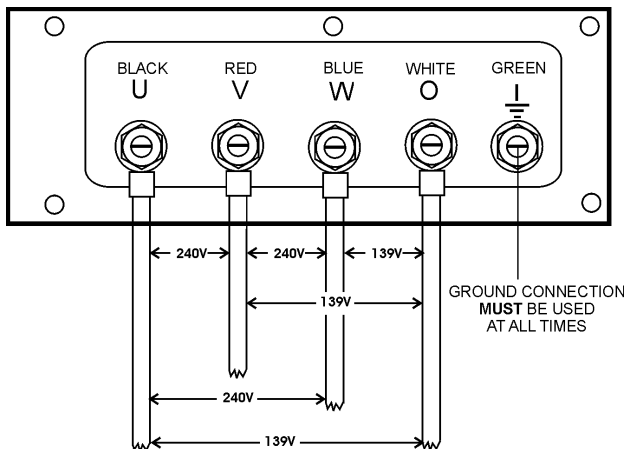 BLACK RED BLUE WHITE GREEN
U V W O
240V 240V 139V
139V
GROUND CONNECTION
MUST BE USED
AT ALL TIMES
240V
139V